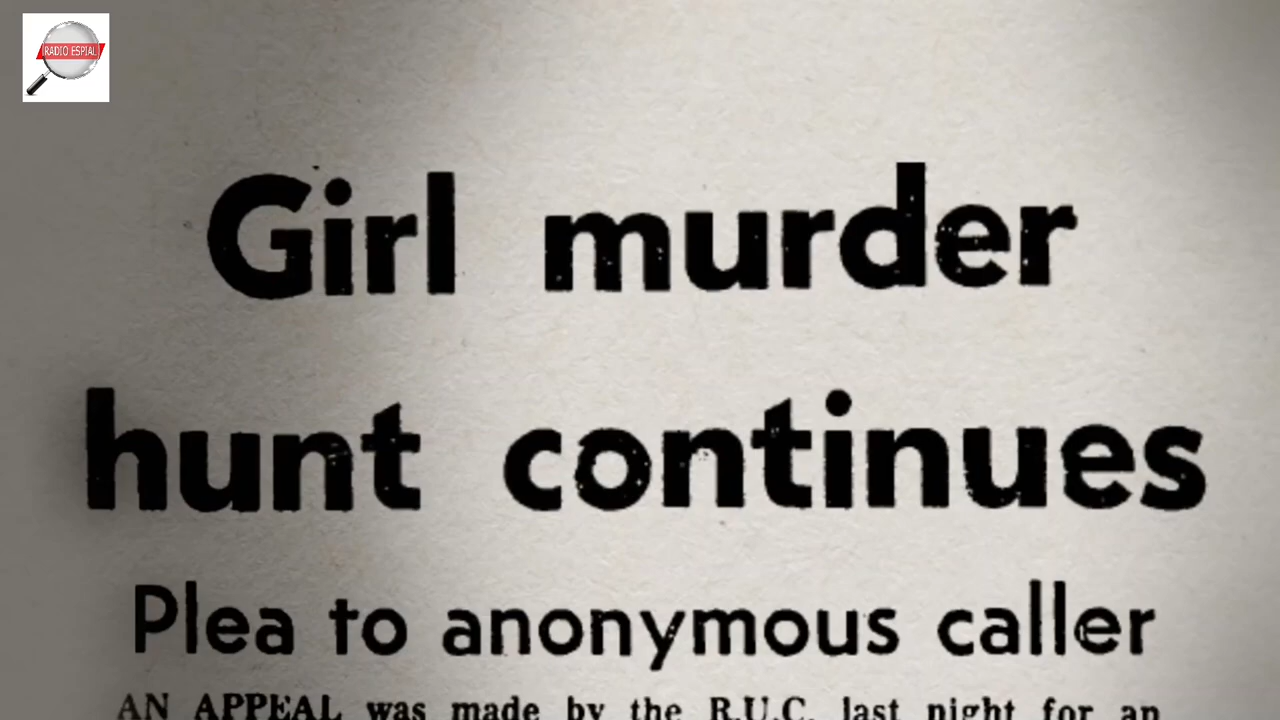 RADIO ESPIAL
Girl murder
hunt continues
Plea to anonymous caller
AN APPEAL was made by the R.U.C. last night for an